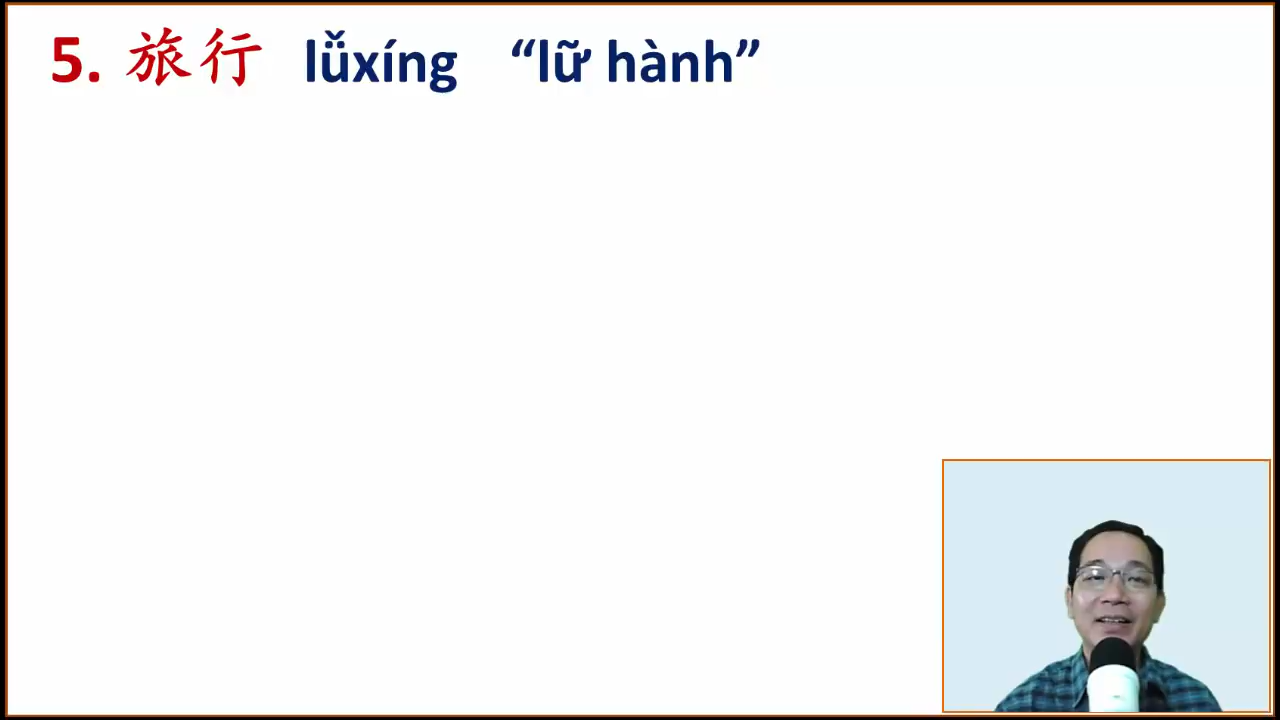 5. 旅行 lǚxíng “lữ hành”